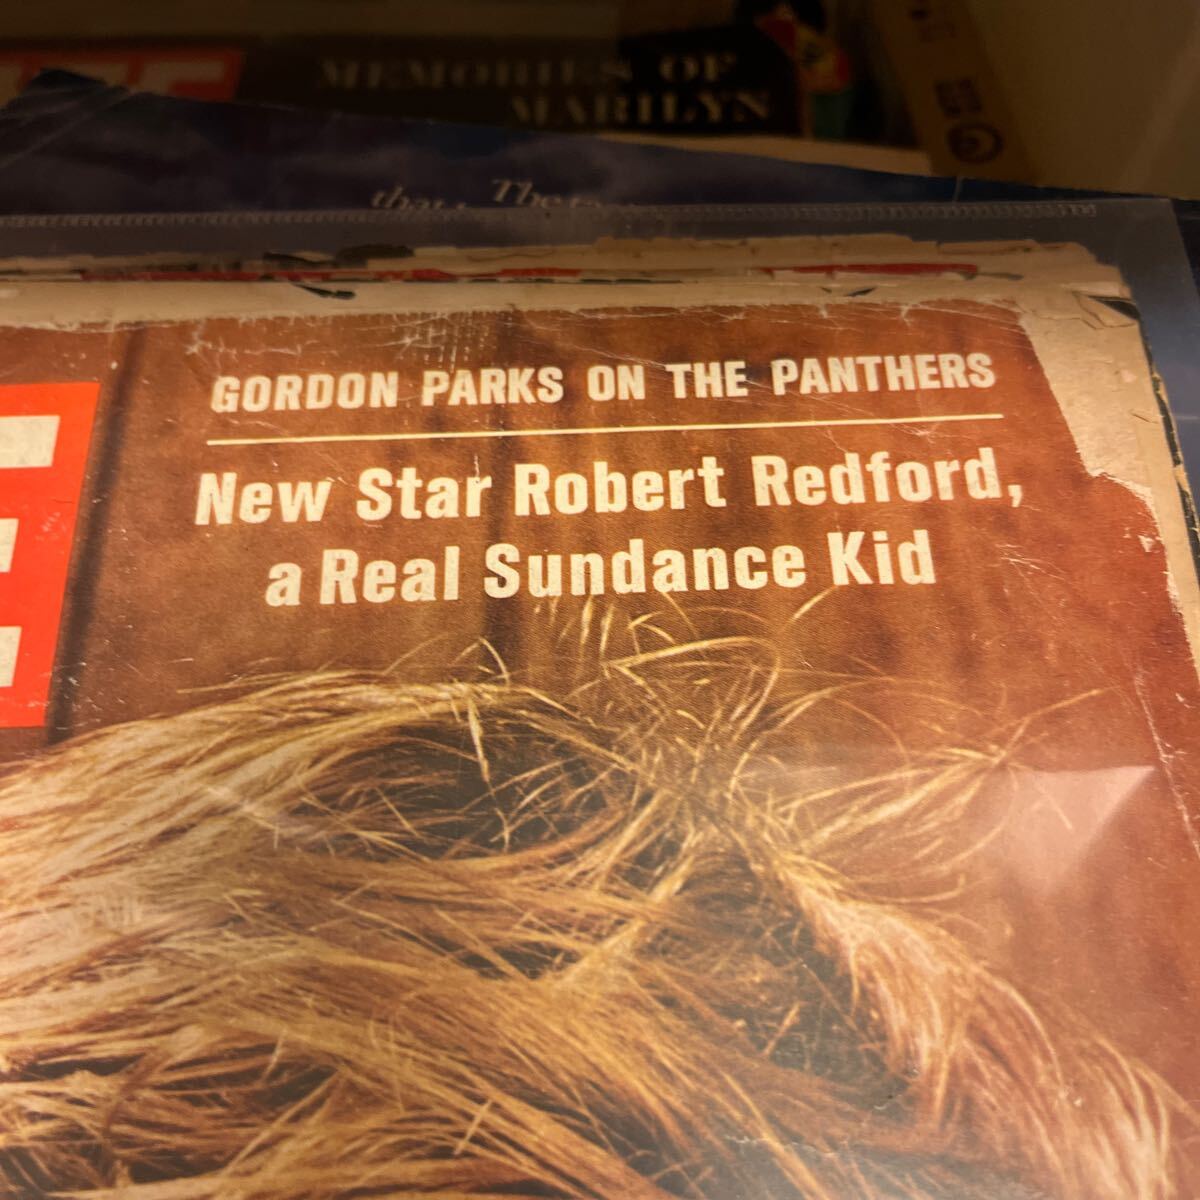 MEMORIES OF
MARILYN
GORDON PARKS ON THE PANTHERS
New Star Robert Redford,
a Real Sundance Kid